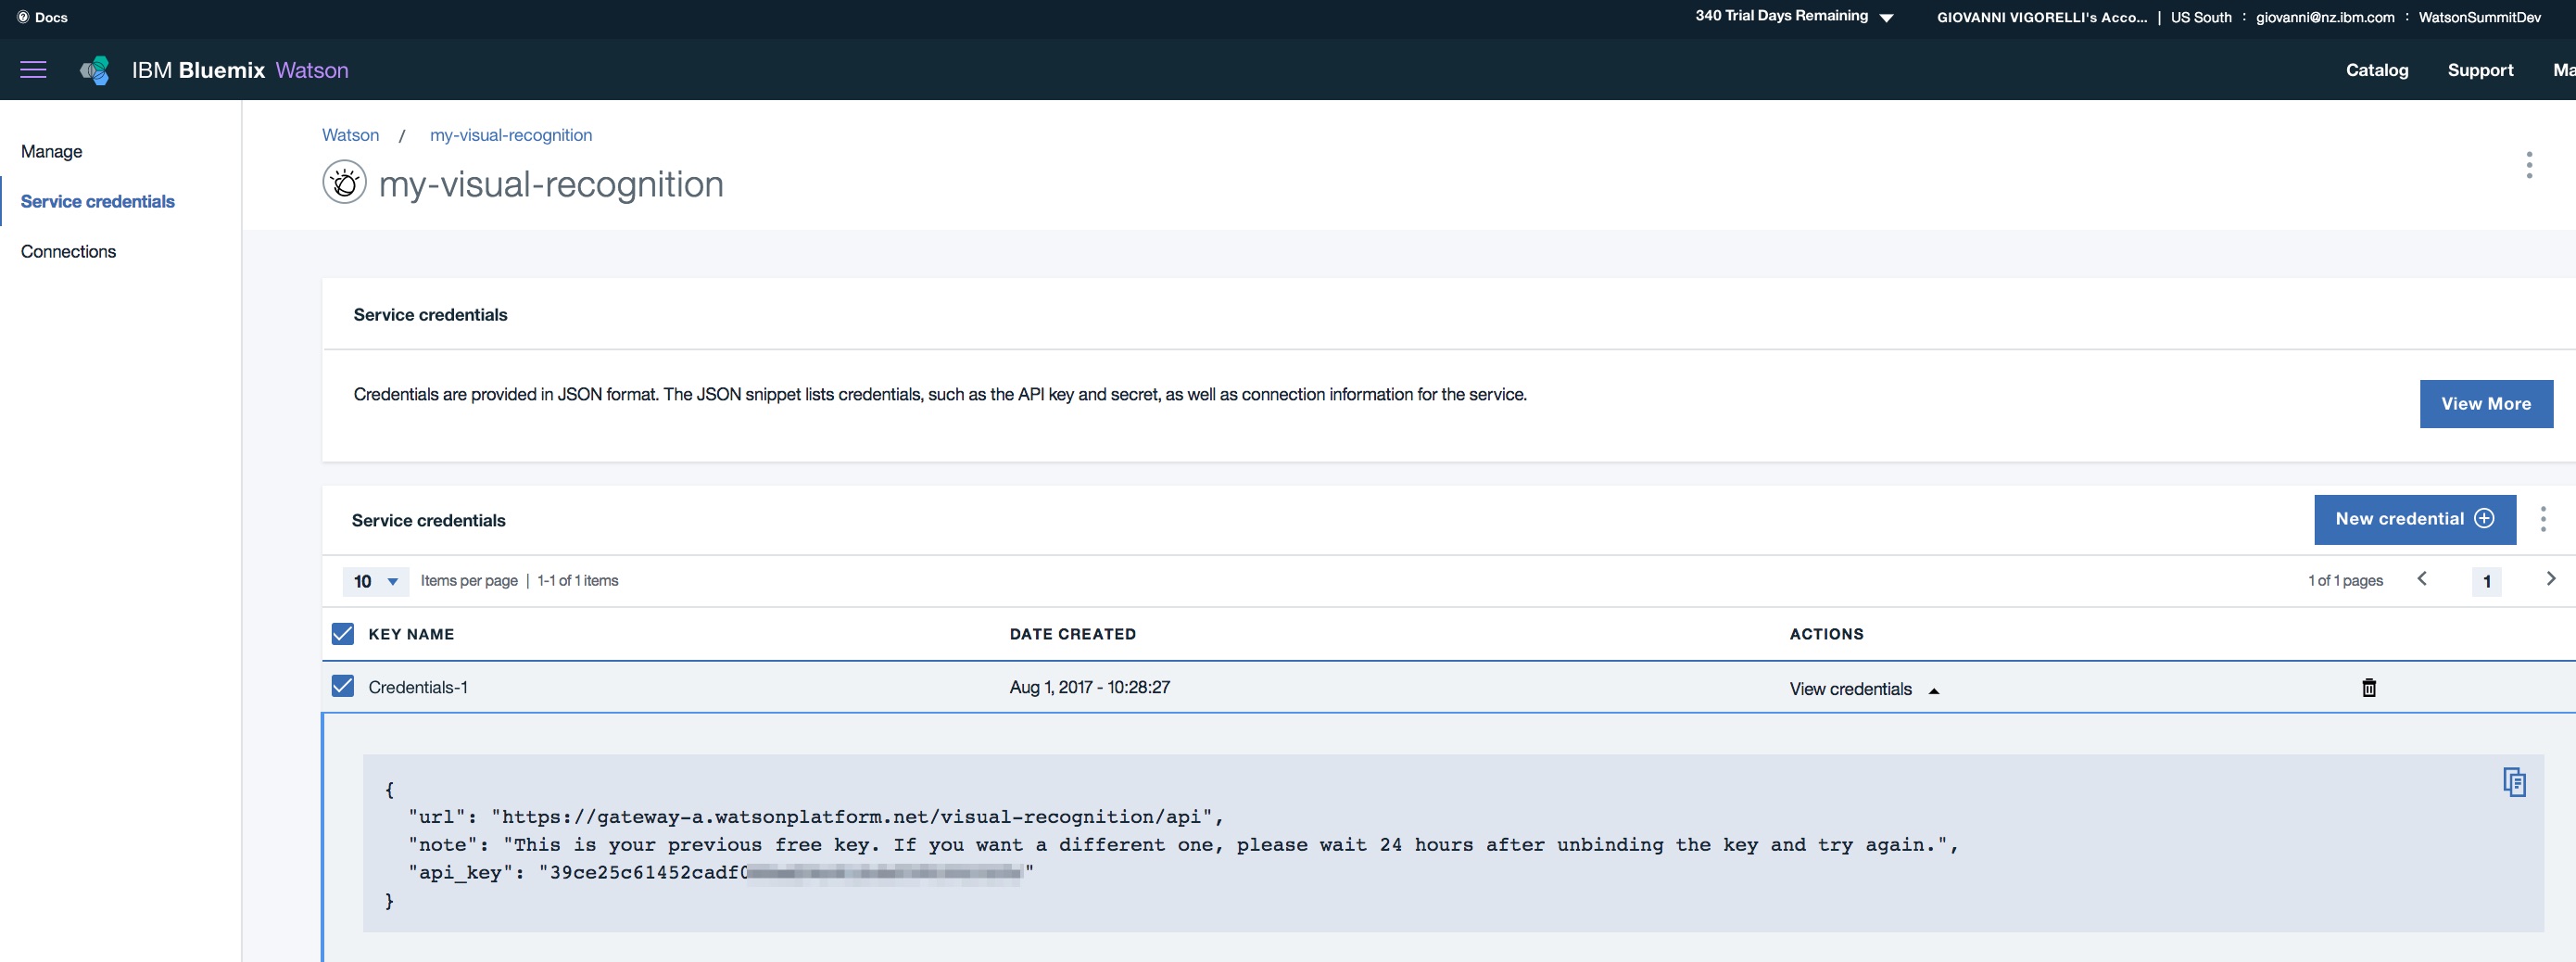 Docs
340 Trial Days Remaining
GIOVANNI VIGORELLI's Acco... | US South : giovanni@nz.ibm.com : WatsonSummitDev
IBM Bluemix Watson
Catalog Support Ma
Manage
Service credentials
Connections
Watson / my-visual-recognition
my-visual-recognition
Service credentials
Credentials are provided in JSON format. The JSON snippet lists credentials, such as the API key and secret, as well as connection information for the service.
View More
Service credentials
New credential
10 Items per page | 1-1 of 1 items
1 of 1 pages 1
KEY NAME DATE CREATED ACTIONS
Credentials-1 Aug 1, 2017 - 10:28:27 View credentials
{
"url": "https://gateway-a.watsonplatform.net/visual-recognition/api",
"note": "This is your previous free key. If you want a different one, please wait 24 hours after unbinding the key and try again.",
"api_key": "39ce25c61452cadf0"
}